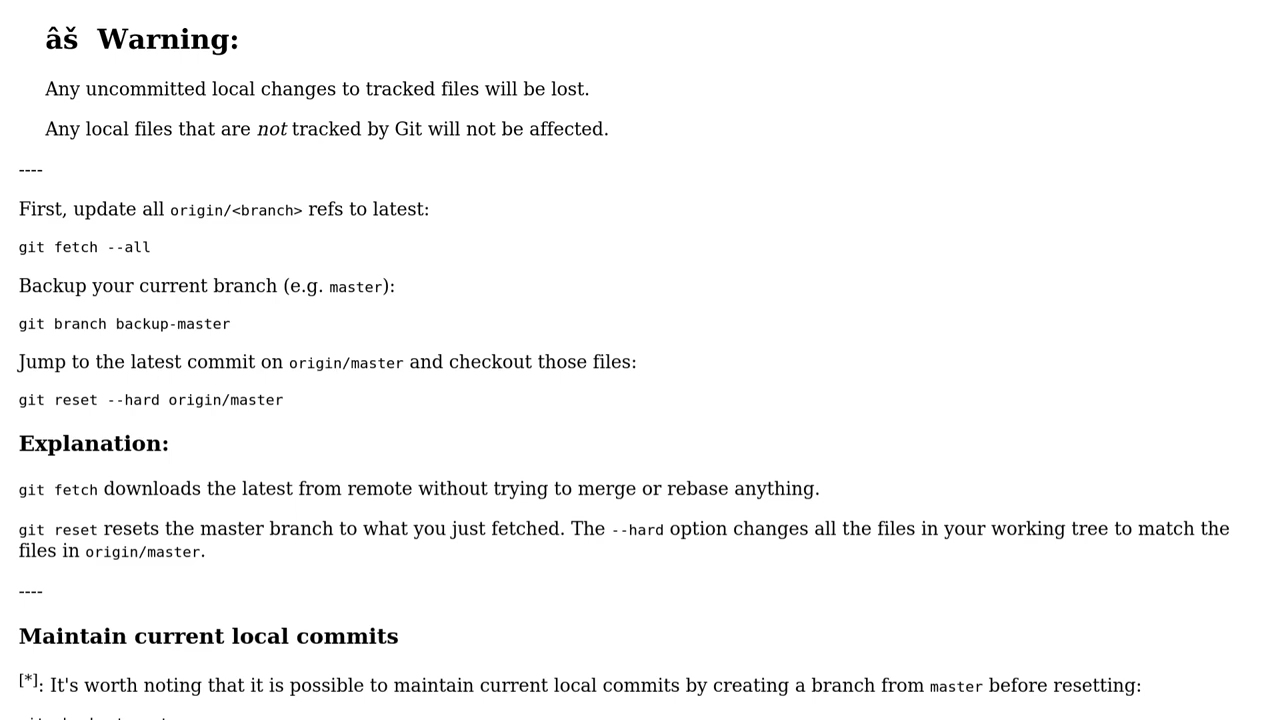 âš  Warning:
Any uncommitted local changes to tracked files will be lost.
Any local files that are not tracked by Git will not be affected.
----
First, update all origin/<branch> refs to latest:
git fetch --all
Backup your current branch (e.g. master):
git branch backup-master
Jump to the latest commit on origin/master and checkout those files:
git reset --hard origin/master
Explanation:
git fetch downloads the latest from remote without trying to merge or rebase anything.
git reset resets the master branch to what you just fetched. The --hard option changes all the files in your working tree to match the
files in origin/master.
----
Maintain current local commits
[*]: It's worth noting that it is possible to maintain current local commits by creating a branch from master before resetting: